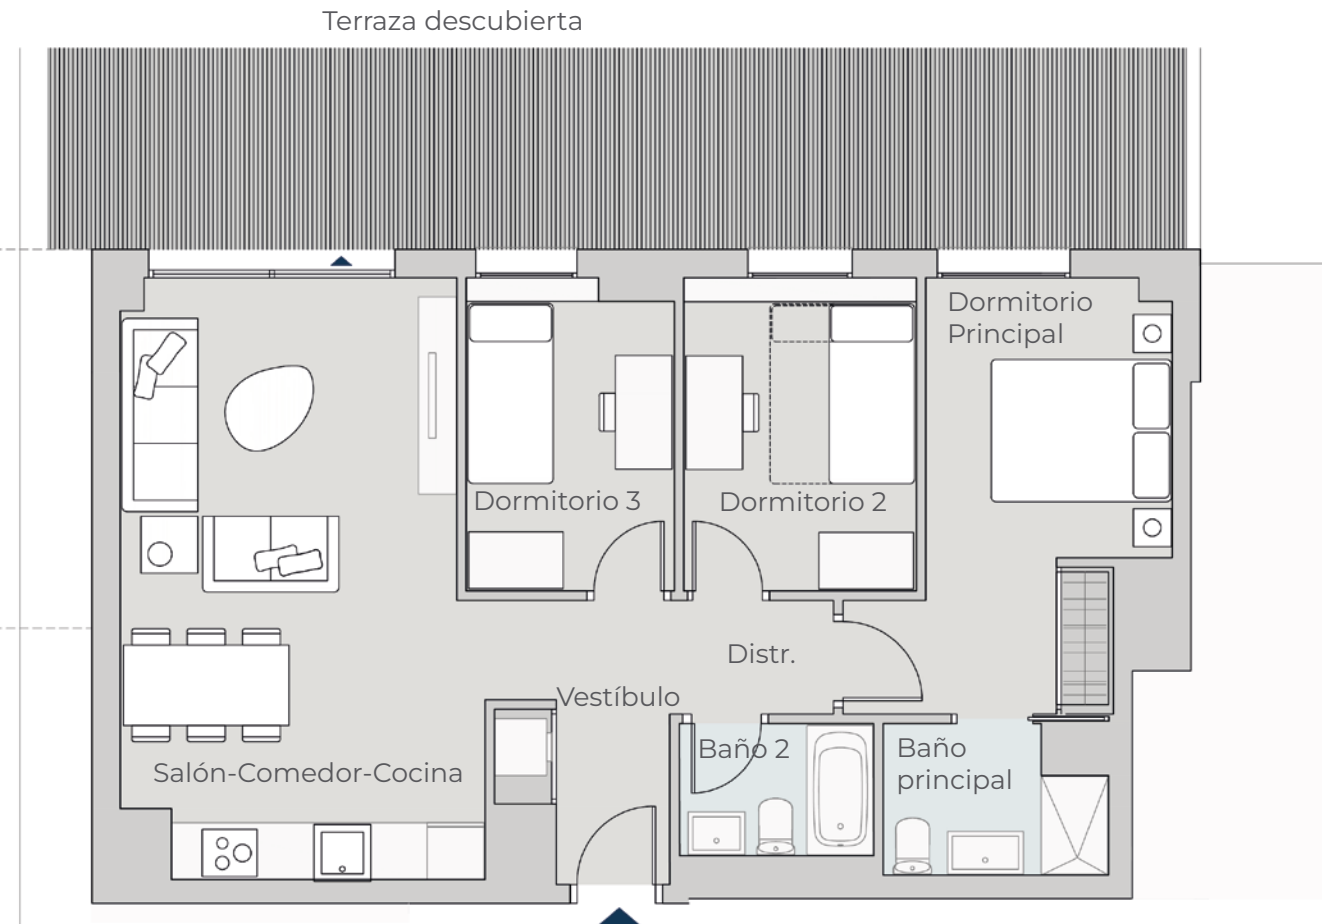 Terraza descubierta
Dormitorio
Principal
Dormitorio 3
Dormitorio 2
Distr.
Vestíbulo
Baño 2
Baño
principal
Salón-Comedor-Cocina